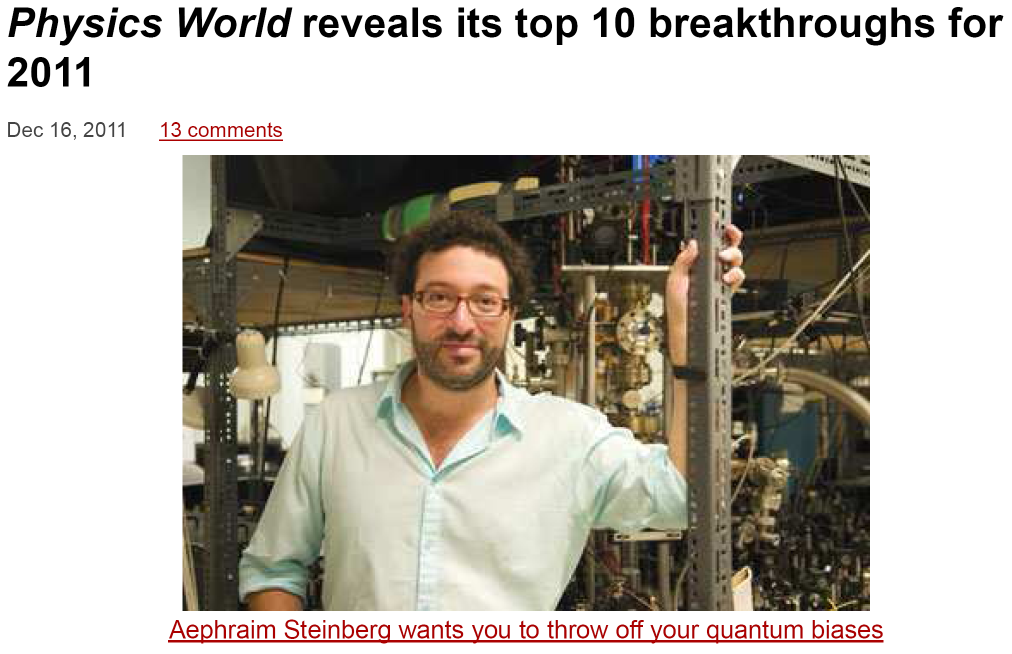 Physics World reveals its top 10 breakthroughs for
2011
Dec 16, 2011 13 comments
Aephraim Steinberg wants you to throw off your quantum biases